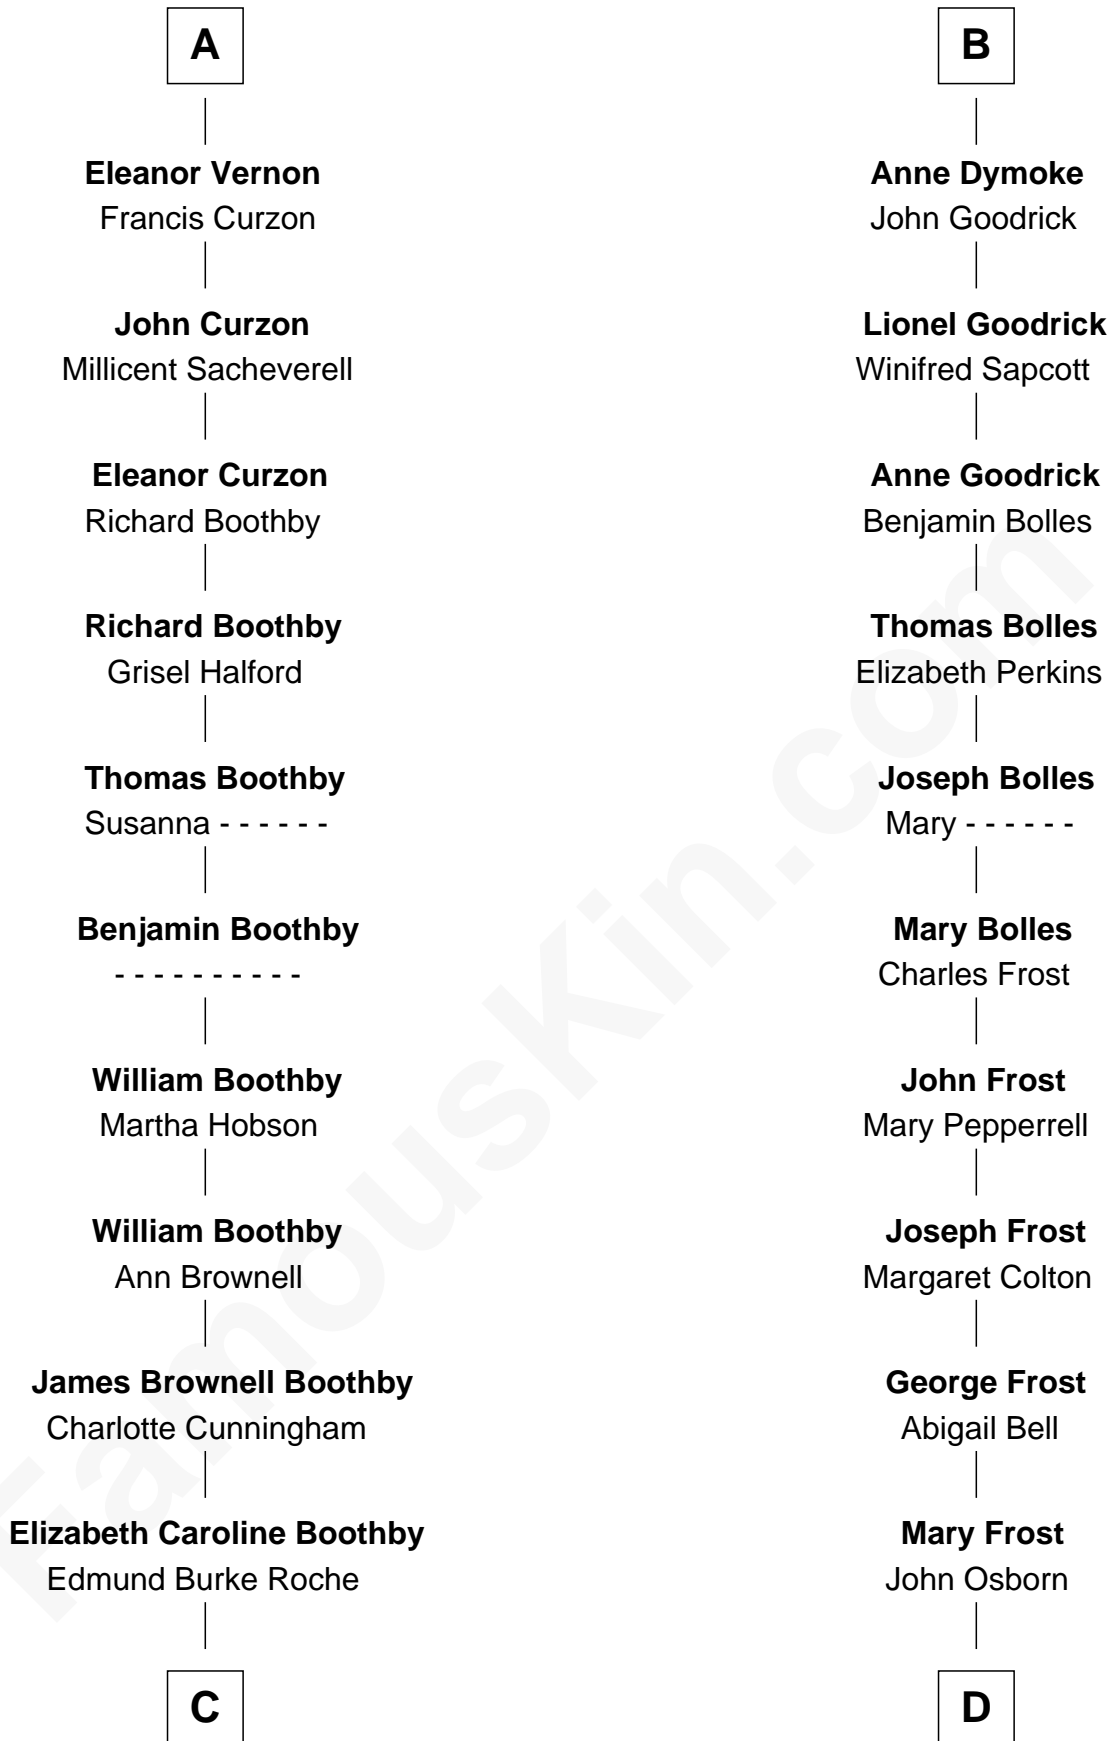 A
Eleanor Vernon
Francis Curzon
John Curzon
Millicent Sacheverell
Eleanor Curzon
Richard Boothby
Richard Boothby
Grisel Halford
Thomas Boothby
Susanna - - - - - -
Benjamin Boothby
- - - - - - - - - -
William Boothby
Martha Hobson
William Boothby
Ann Brownell
James Brownell Boothby
Charlotte Cunningham
Elizabeth Caroline Boothby
Edmund Burke Roche
C
B
Anne Dymoke
John Goodrick
Lionel Goodrick
Winifred Sapcott
Anne Goodrick
Benjamin Bolles
Thomas Bolles
Elizabeth Perkins
Joseph Bolles
Mary - - - - - -
Mary Bolles
Charles Frost
John Frost
Mary Pepperrell
Joseph Frost
Margaret Colton
George Frost
Abigail Bell
Mary Frost
John Osborn
D
FamousKin.com